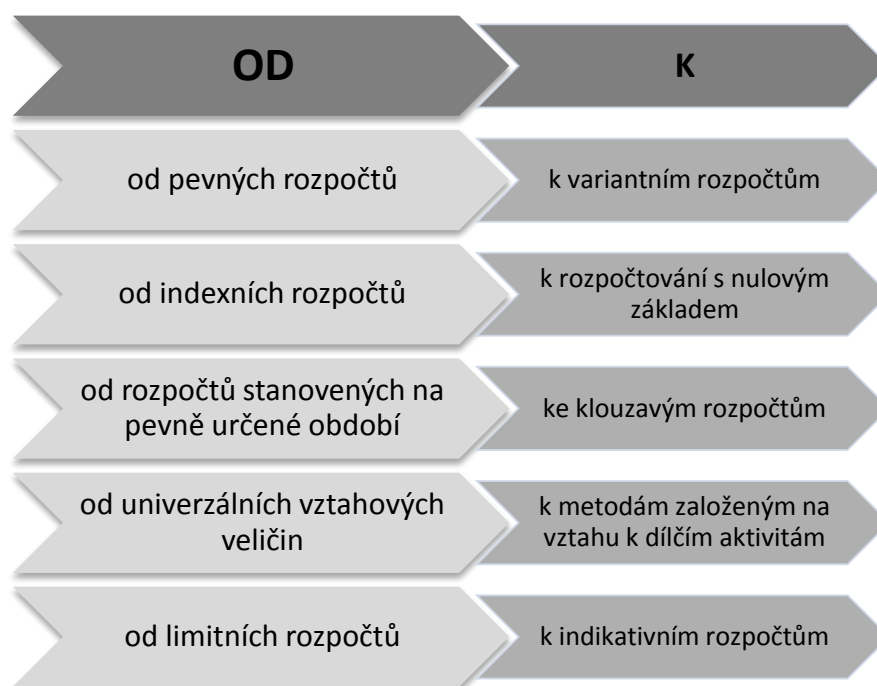 OD
K
od pevných rozpočtů
k variantním rozpočtům
od indexních rozpočtů
k rozpočtování s nulovým
základem
od rozpočtů stanovených na
pevně určené období
ke klouzavým rozpočtům
od univerzálních vztahových
veličin
k metodám založeným na
vztahu k dílčím aktivitám
od limitních rozpočtů
k indikativním rozpočtům